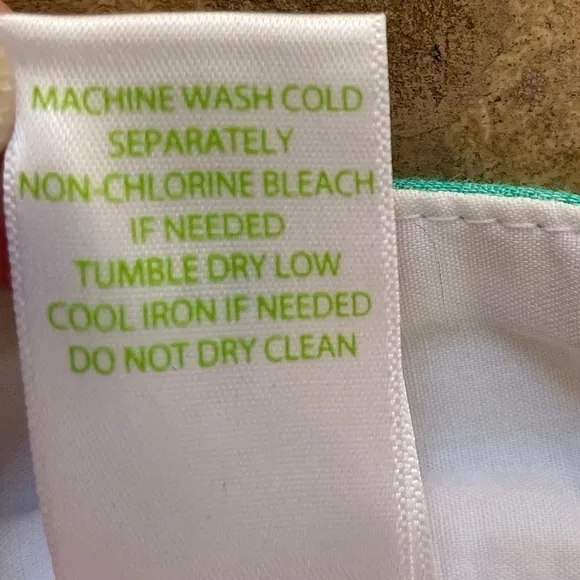 MACHINE WASH COLD
SEPARATELY
NON-CHLORINE BLEACH
IF NEEDED
TUMBLE DRY LOW
COOL IRON IF NEEDED
DO NOT DRY CLEAN